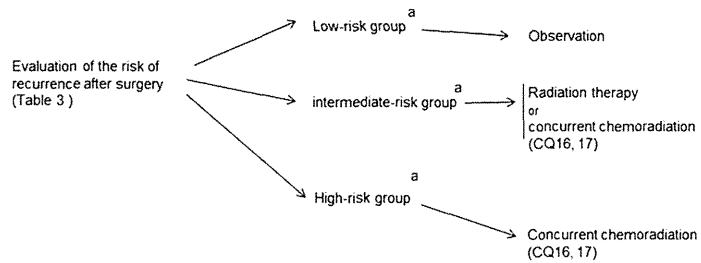 Evaluation of the risk of
recurrence after surgery
(Table 3 )
Low-risk group a
Observation
intermediate-risk group a
Radiation therapy
or
concurrent chemoradiation
(CQ16, 17)
High-risk group a
Concurrent chemoradiation
(CQ16, 17)